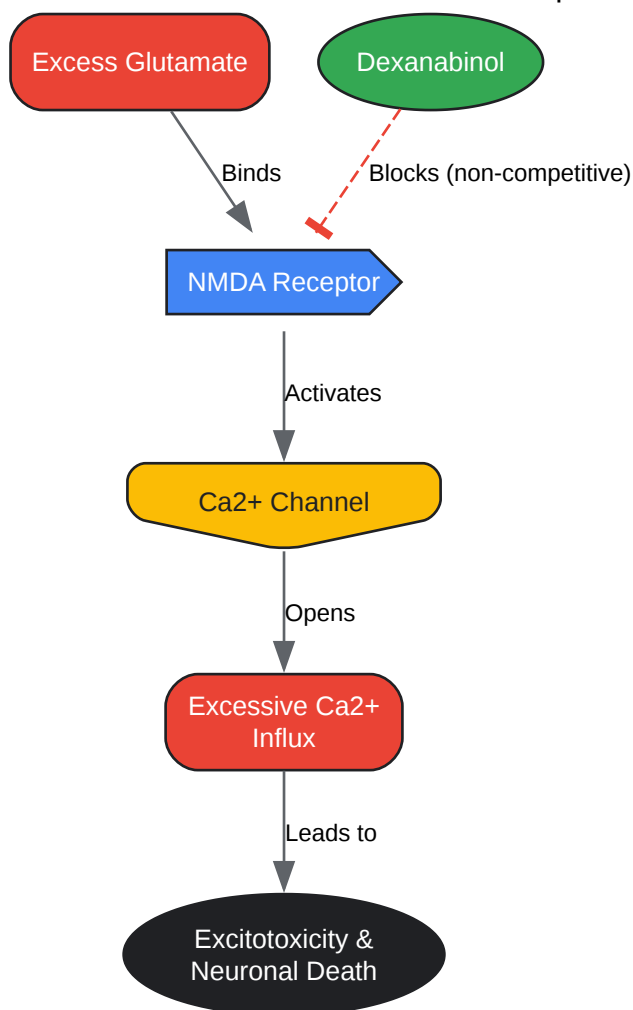 Excess Glutamate
Dexanabinol
Binds
Blocks (non-competitive)
NMDA Receptor
Activates
Ca2+ Channel
Opens
Excessive Ca2+
Influx
Leads to
Excitotoxicity &
Neuronal Death